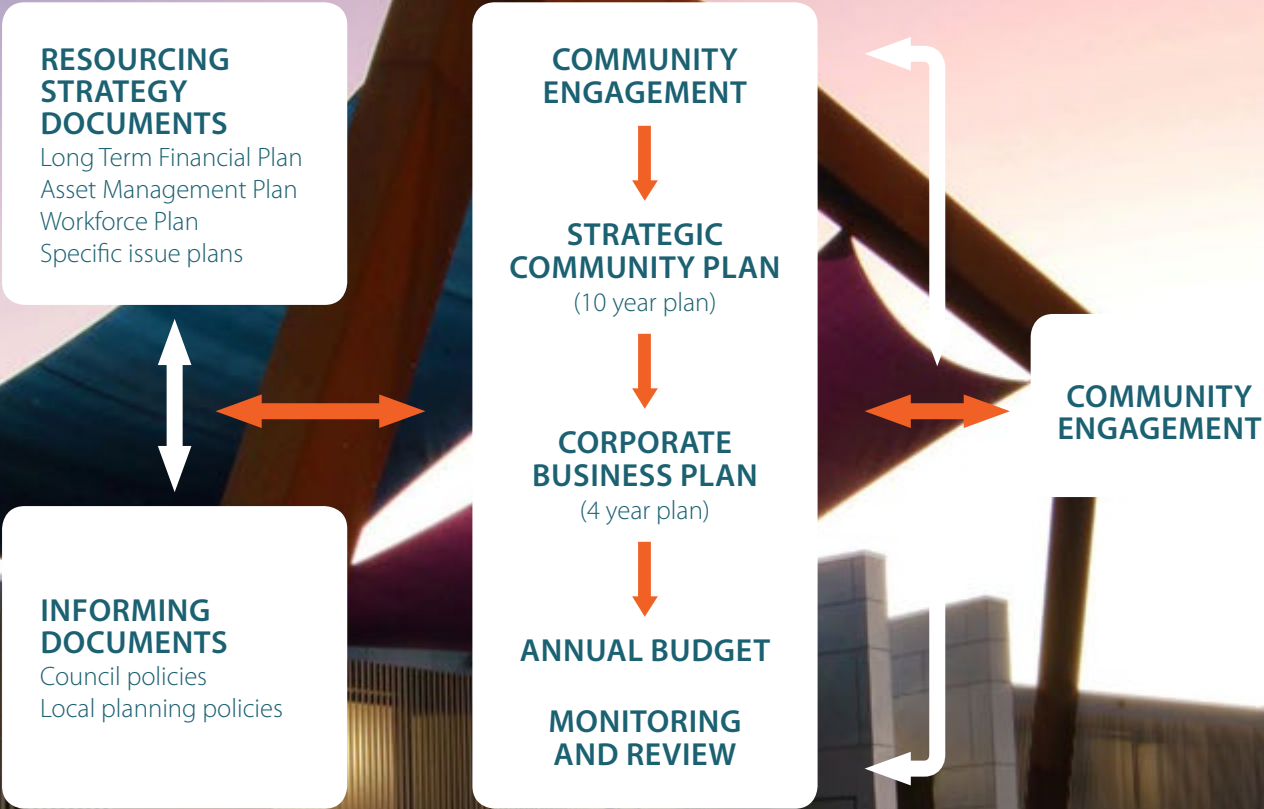 RESOURCING
STRATEGY
DOCUMENTS
Long Term Financial Plan
Asset Management Plan
Workforce Plan
Specific issue plans
INFORMING
DOCUMENTS
Council policies
Local planning policies
COMMUNITY
ENGAGEMENT
STRATEGIC
COMMUNITY PLAN
(10 year plan)
CORPORATE
BUSINESS PLAN
(4 year plan)
ANNUAL BUDGET
MONITORING
AND REVIEW
COMMUNITY
ENGAGEMENT